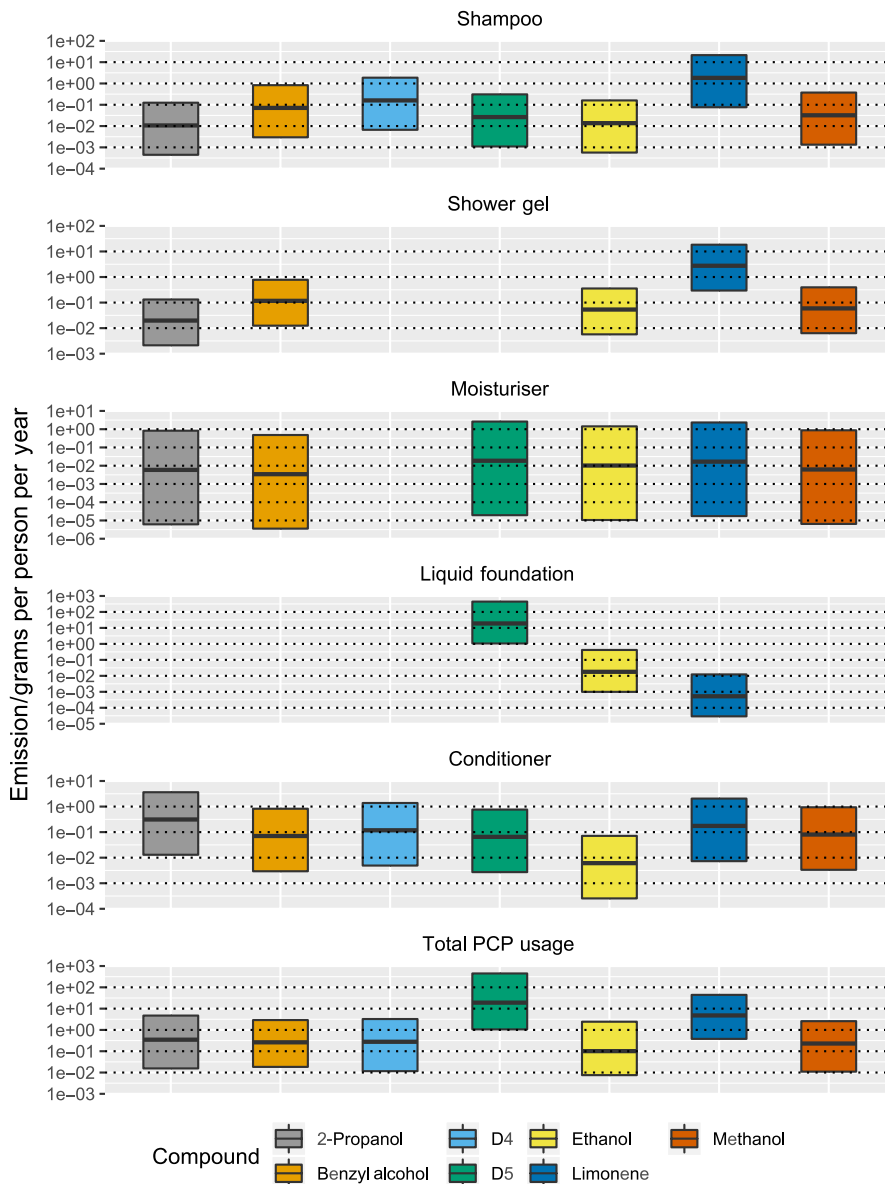 Shampoo
1e+02
1e+01
1e+00
1e−01
1e−02
1e−03
1e−04
Shower gel
1e+02
1e+01
1e+00
1e−01
1e−02
1e−03
Moisturiser
1e+01
1e+00
1e−01
1e−02
1e−03
1e−04
1e−05
1e−06
Liquid foundation
1e+03
1e+02
1e+01
1e+00
1e−01
1e−02
1e−03
1e−04
1e−05
Conditioner
1e+01
1e+00
1e−01
1e−02
1e−03
1e−04
Total PCP usage
1e+03
1e+02
1e+01
1e+00
1e−01
1e−02
1e−03
Emission/grams per person per year
Compound
2-Propanol
Benzyl alcohol
D4
D5
Ethanol
Limonene
Methanol